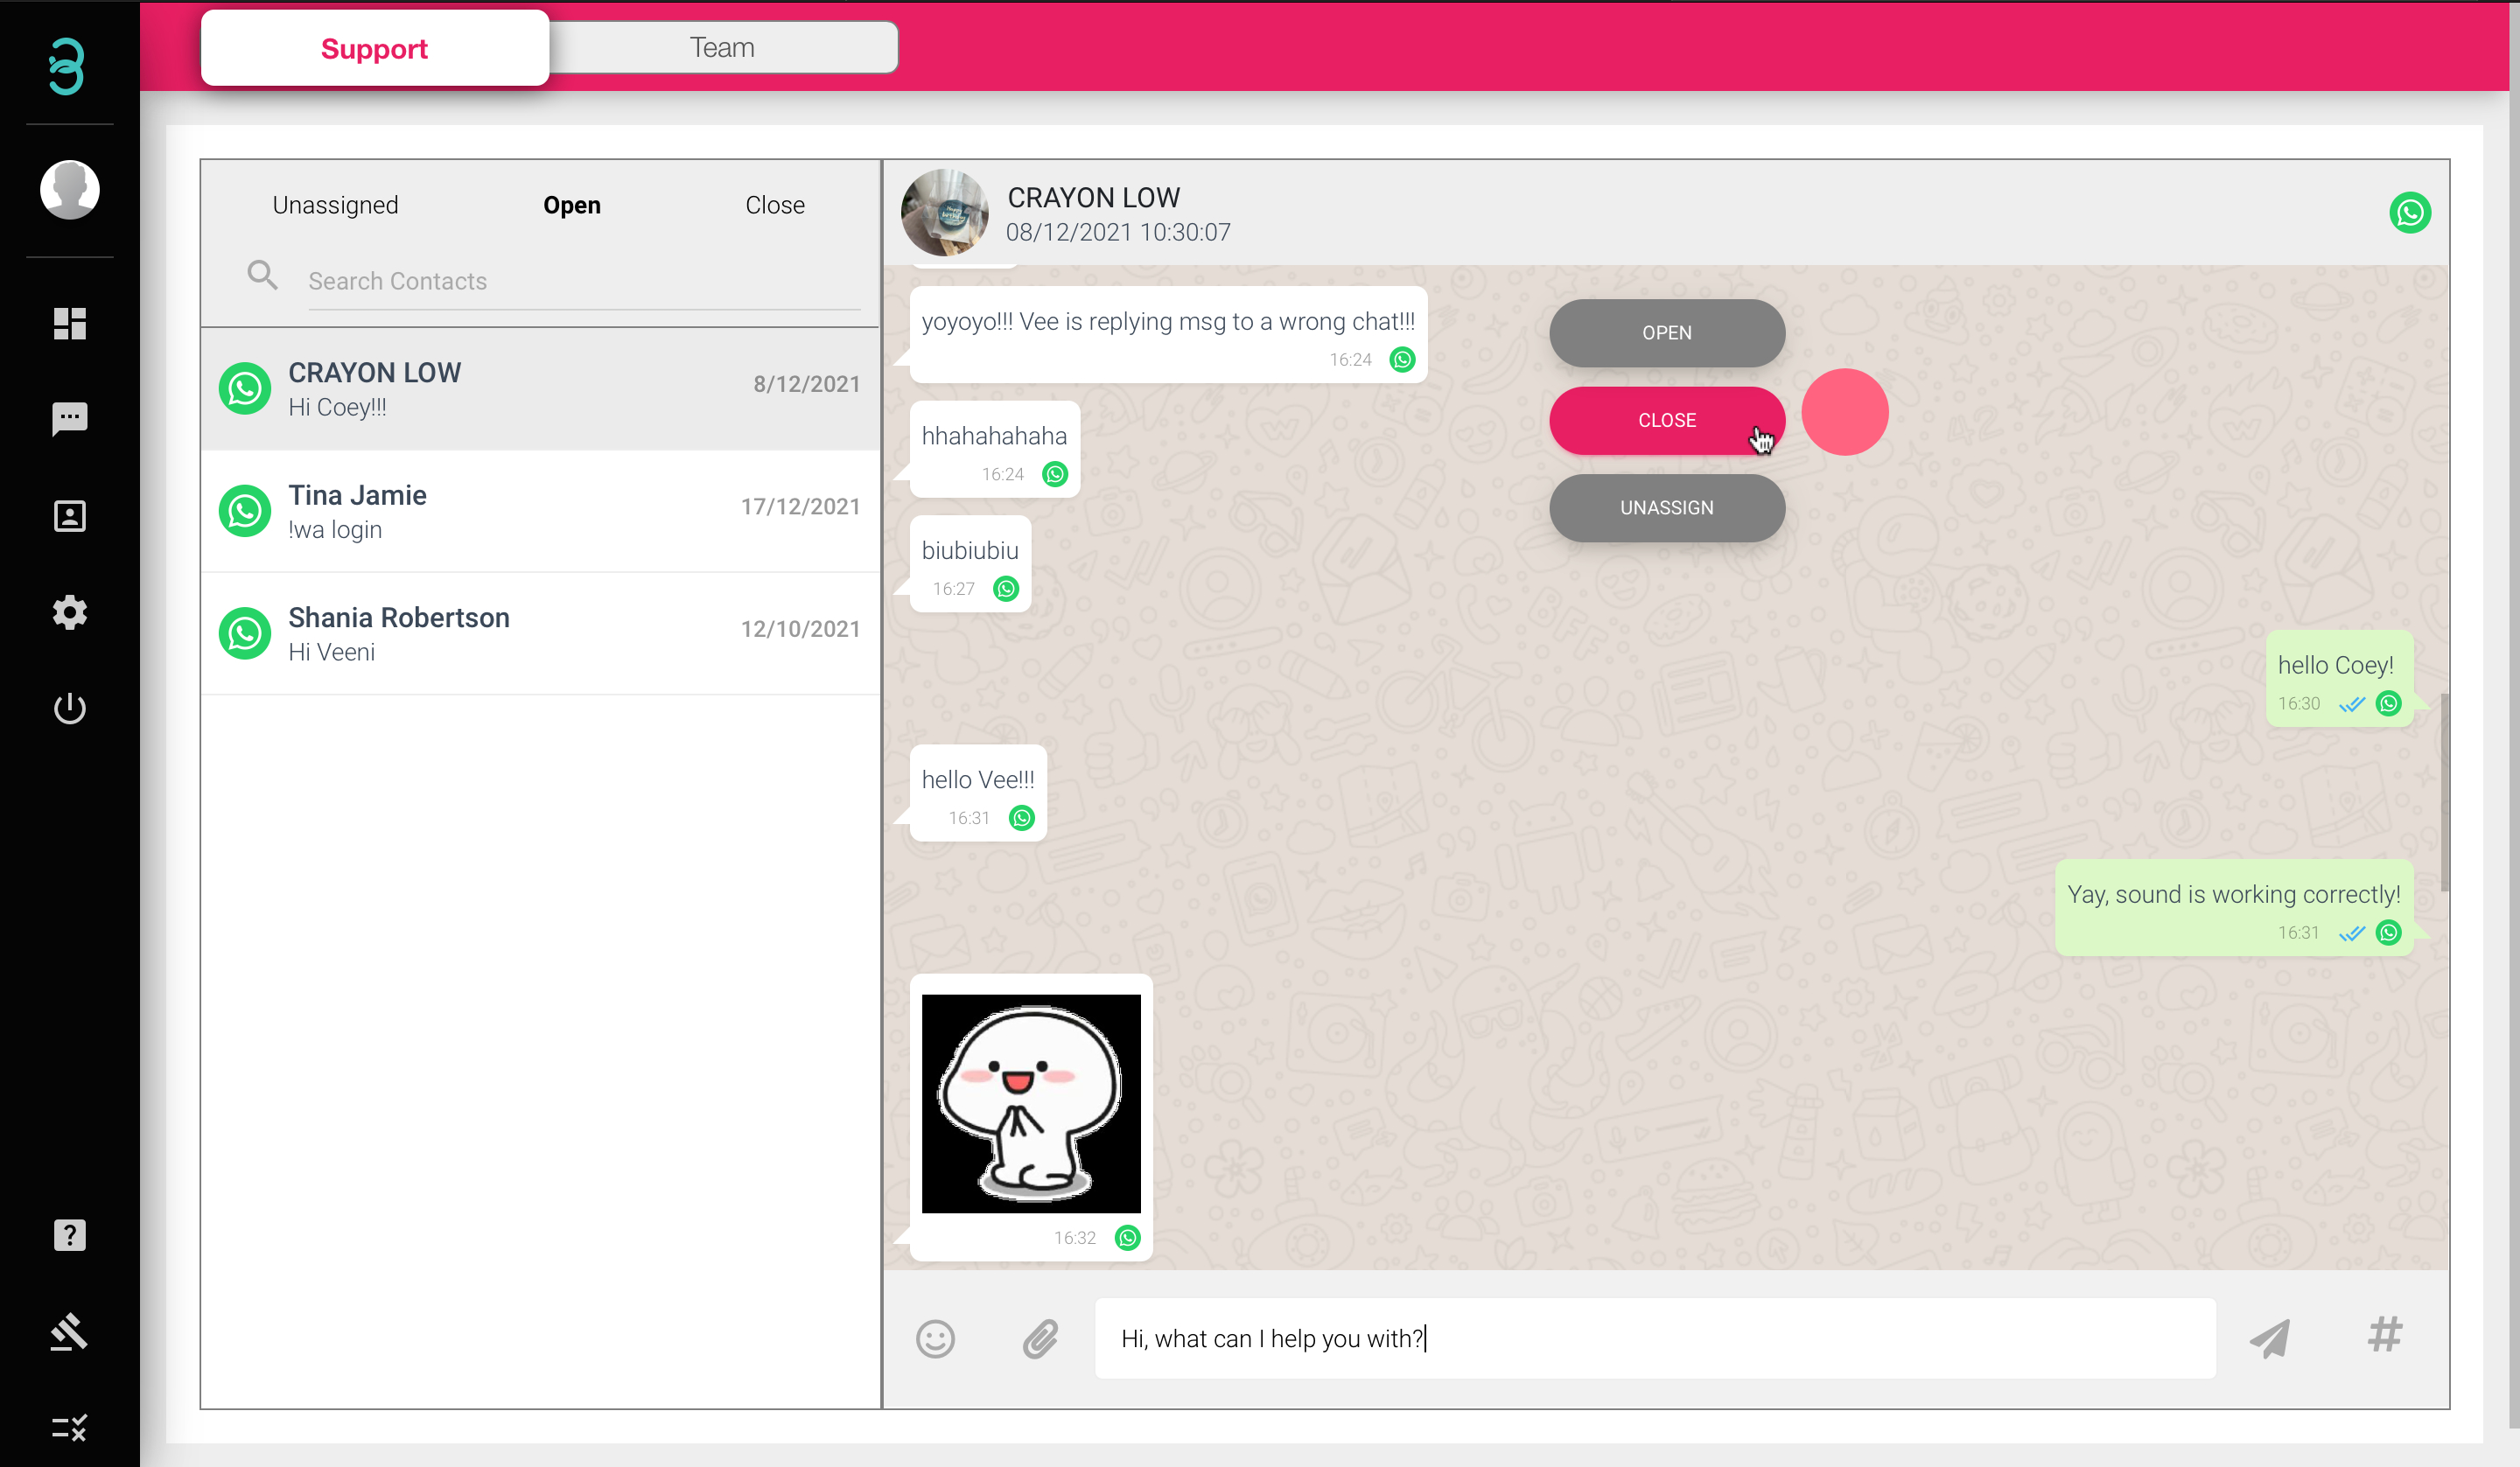 Support
Team
Unassigned
Open
Close
Search Contacts
CRAYON LOW
8/12/2021
Hi Coey!!!
Tina Jamie
17/12/2021
!wa login
Shania Robertson
12/10/2021
Hi Veeni
CRAYON LOW
08/12/2021 10:30:07
yoyoyo!!! Vee is replying msg to a wrong chat!!!
16:24
hhahahahaha
16:24
biubiubiu
16:27
OPEN
CLOSE
UNASSIGN
hello Coey!
16:30
hello Vee!!!
16:31
Yay, sound is working correctly!
16:31
16:32
Hi, what can I help you with?